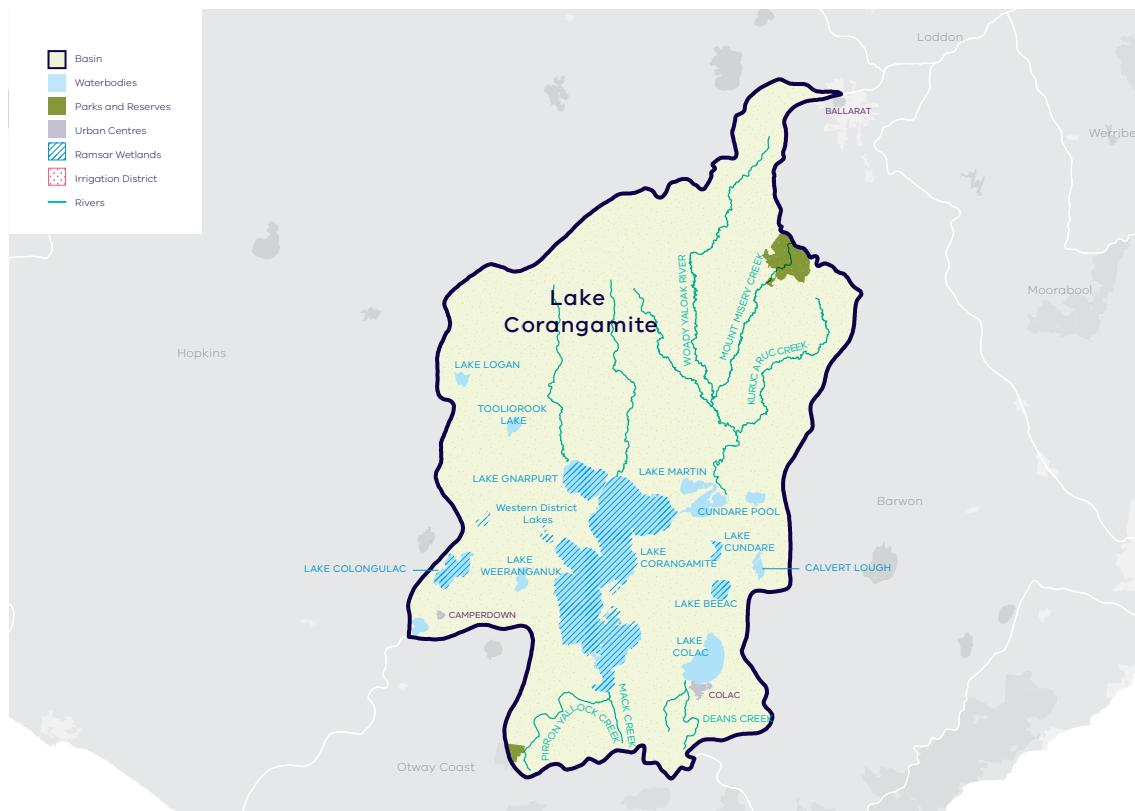 Basin
Waterbodies
Parks and Reserves
Urban Centres
Ramsar Wetlands
Irrigation District
Rivers
Loddon
BALLARAT
Werribe
Moorabool
Hopkins
Barwon
Otway Coast
Lake
Corangamite
WOADY YALOAK RIVER
MOUNT MISERY CREEK
KURUC A RUC CREEK
LAKE LOGAN
TOOLIOROOK
LAKE
LAKE GNARPURT
LAKE MARTIN
CUNDARE POOL
Western District
Lakes
LAKE
CUNDARE
LAKE
CORANGAMITE
LAKE
WEERANGANUK
LAKE COLONGULAC
CALVERT LOUGH
LAKE BEEAC
CAMPERDOWN
LAKE
COLAC
COLAC
DEANS CREEK
MACK CREEK
PIRRON YALLOCK CREEK